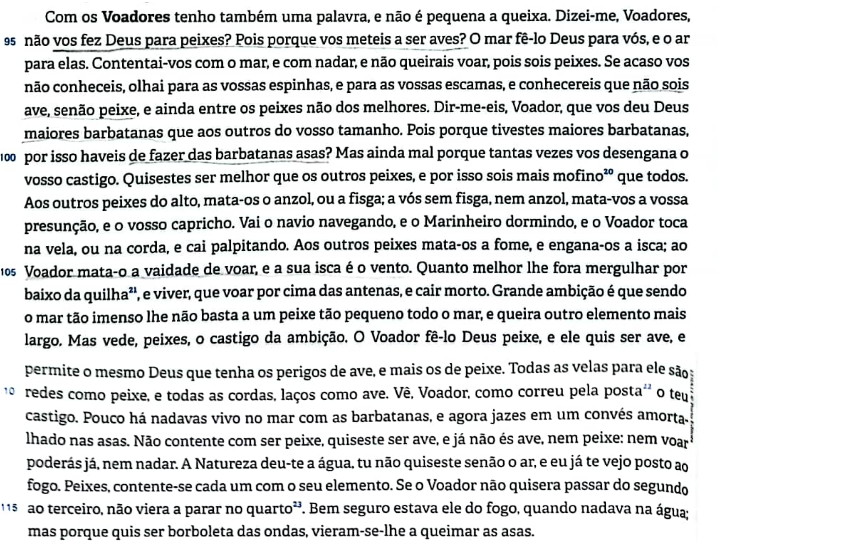 Com os Voadores tenho também uma palavra, e não é pequena a queixa. Dizei-me, Voadores,
95 não vos fez Deus para peixes? Pois porque vos meteis a ser aves? O mar fê-lo Deus para vós, e o ar
para elas. Contentai-vos com o mar, e com nadar, e não queirais voar, pois sois peixes. Se acaso vos
não conheceis, olhai para as vossas espinhas, e para as vossas escamas, e conhecereis que não sois
ave, senão peixe, e ainda entre os peixes não dos melhores. Dir-me-eis, Voador, que vos deu Deus
maiores barbatanas que aos outros do vosso tamanho. Pois porque tivestes maiores barbatanas,
100 por isso haveis de fazer das barbatanas asas? Mas ainda mal porque tantas vezes vos desengana o
vosso castigo. Quisestes ser melhor que os outros peixes, e por isso sois mais mofino²⁰ que todos.
Aos outros peixes do alto, mata-os o anzol, ou a fisga; a vós sem fisga, nem anzol, mata-vos a vossa
presunção, e o vosso capricho. Vai o navio navegando, e o Marinheiro dormindo, e o Voador toca
na vela, ou na corda, e cai palpitando. Aos outros peixes mata-os a fome, e engana-os a isca; ao
105 Voador mata-o a vaidade de voar, e a sua isca é o vento. Quanto melhor lhe fora mergulhar por
baixo da quilha²¹, e viver, que voar por cima das antenas, e cair morto. Grande ambição é que sendo
o mar tão imenso lhe não basta a um peixe tão pequeno todo o mar, e queira outro elemento mais
largo. Mas vede, peixes, o castigo da ambição. O Voador fê-lo Deus peixe, e ele quis ser ave, e
permite o mesmo Deus que tenha os perigos de ave, e mais os de peixe. Todas as velas para ele são
10 redes como peixe, e todas as cordas, laços como ave. Vê, Voador, como correu pela posta²² o teu
castigo. Pouco há nadavas vivo no mar com as barbatanas, e agora jazes em um convés amorta-
lhado nas asas. Não contente com ser peixe, quiseste ser ave, e já não és ave, nem peixe: nem voar
poderás já, nem nadar. A Natureza deu-te a água, tu não quiseste senão o ar, e eu já te vejo posto ao
fogo. Peixes, contente-se cada um com o seu elemento. Se o Voador não quisera passar do segundo
115 ao terceiro, não viera a parar no quarto²³. Bem seguro estava ele do fogo, quando nadava na água;
mas porque quis ser borboleta das ondas, vieram-se-lhe a queimar as asas.